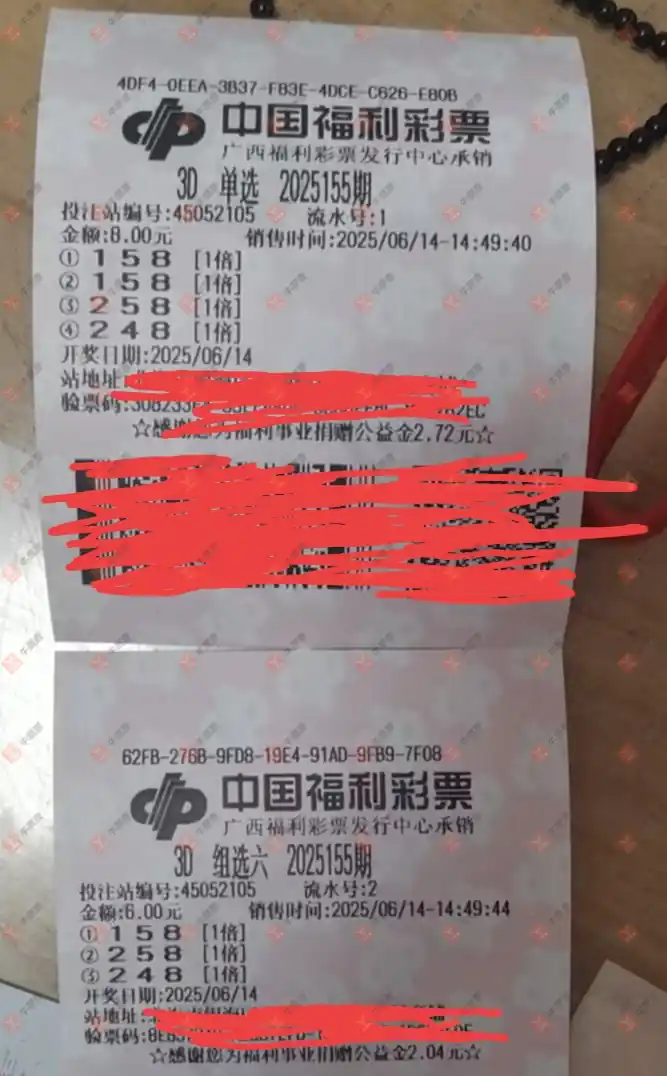 4DF4-0EEA-3B37-F83E-4DCE-C626-E80B
中国福利彩票
广西福利彩票发行中心承销
3D 单选 2025155期
投注站编号:45052105 流水号:1
金额:8.00元 销售时间:2025/06/14-14:49:40
① 1 5 8 [1倍]
② 1 5 8 [1倍]
③ 2 5 8 [1倍]
④ 2 4 8 [1倍]
开奖日期:2025/06/14
站地址:
验票码:
☆感谢您为福利事业捐赠公益金2.72元☆
62FB-276B-9FD8-19E4-91AD-9FB9-7F08
中国福利彩票
广西福利彩票发行中心承销
3D 组选六 2025155期
投注站编号:45052105 流水号:2
金额:6.00元 销售时间:2025/06/14-14:49:44
① 1 5 8 [1倍]
② 2 5 8 [1倍]
③ 2 4 8 [1倍]
开奖日期:2025/06/14
站地址:
验票码:
☆感谢您为福利事业捐赠公益金2.04元☆